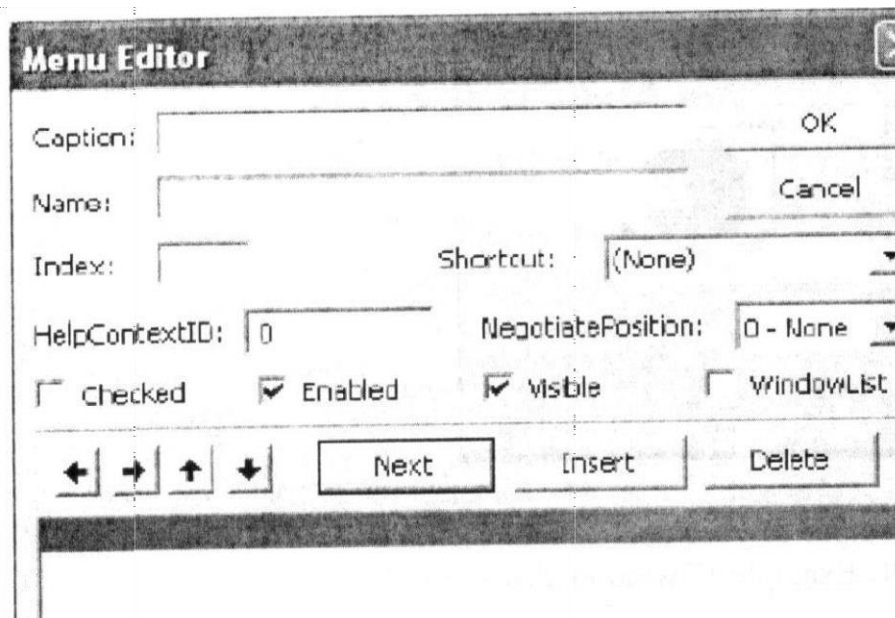 Menu Editor
Caption:
OK
Name:
Cancel
Index:
Shortcut: (None)
HelpContextID: 0
NegotiatePosition: 0 - None
Checked Enabled Visible WindowList
Next Insert Delete